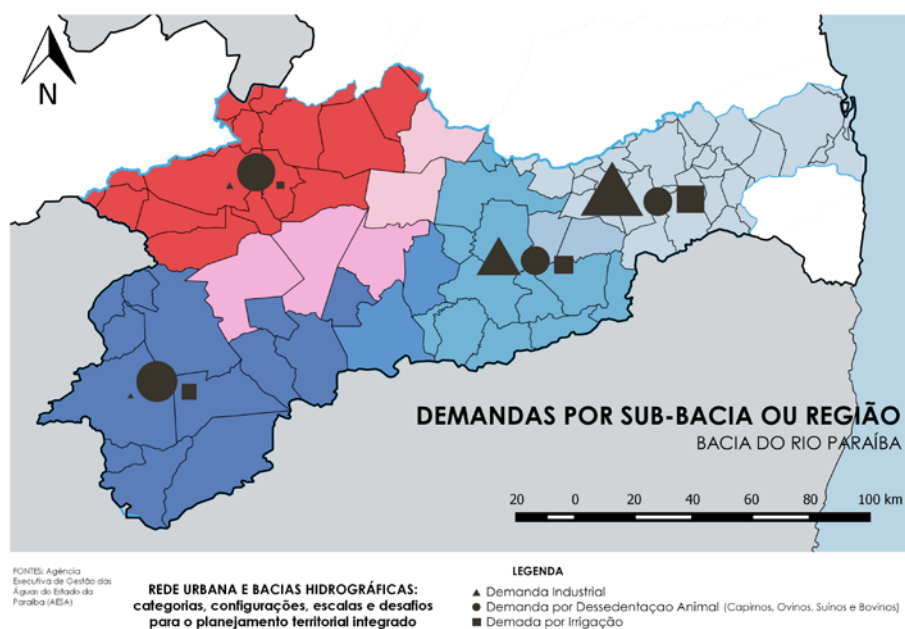 N
DEMANDAS POR SUB-BACIA OU REGIÃO
BACIA DO RIO PARAÍBA
20 0 20 40 60 80 100 km
FONTES: Agência
Executiva de Gestão das
Águas do Estado da
Paraíba (AESA)
REDE URBANA E BACIAS HIDROGRÁFICAS:
categorias, configurações, escalas e desafios
para o planejamento territorial integrado
LEGENDA
Demanda Industrial
Demanda por Dessedentaçao Animal (Capirnos, Ovinos, Suínos e Bovinos)
Demada por Irrigação